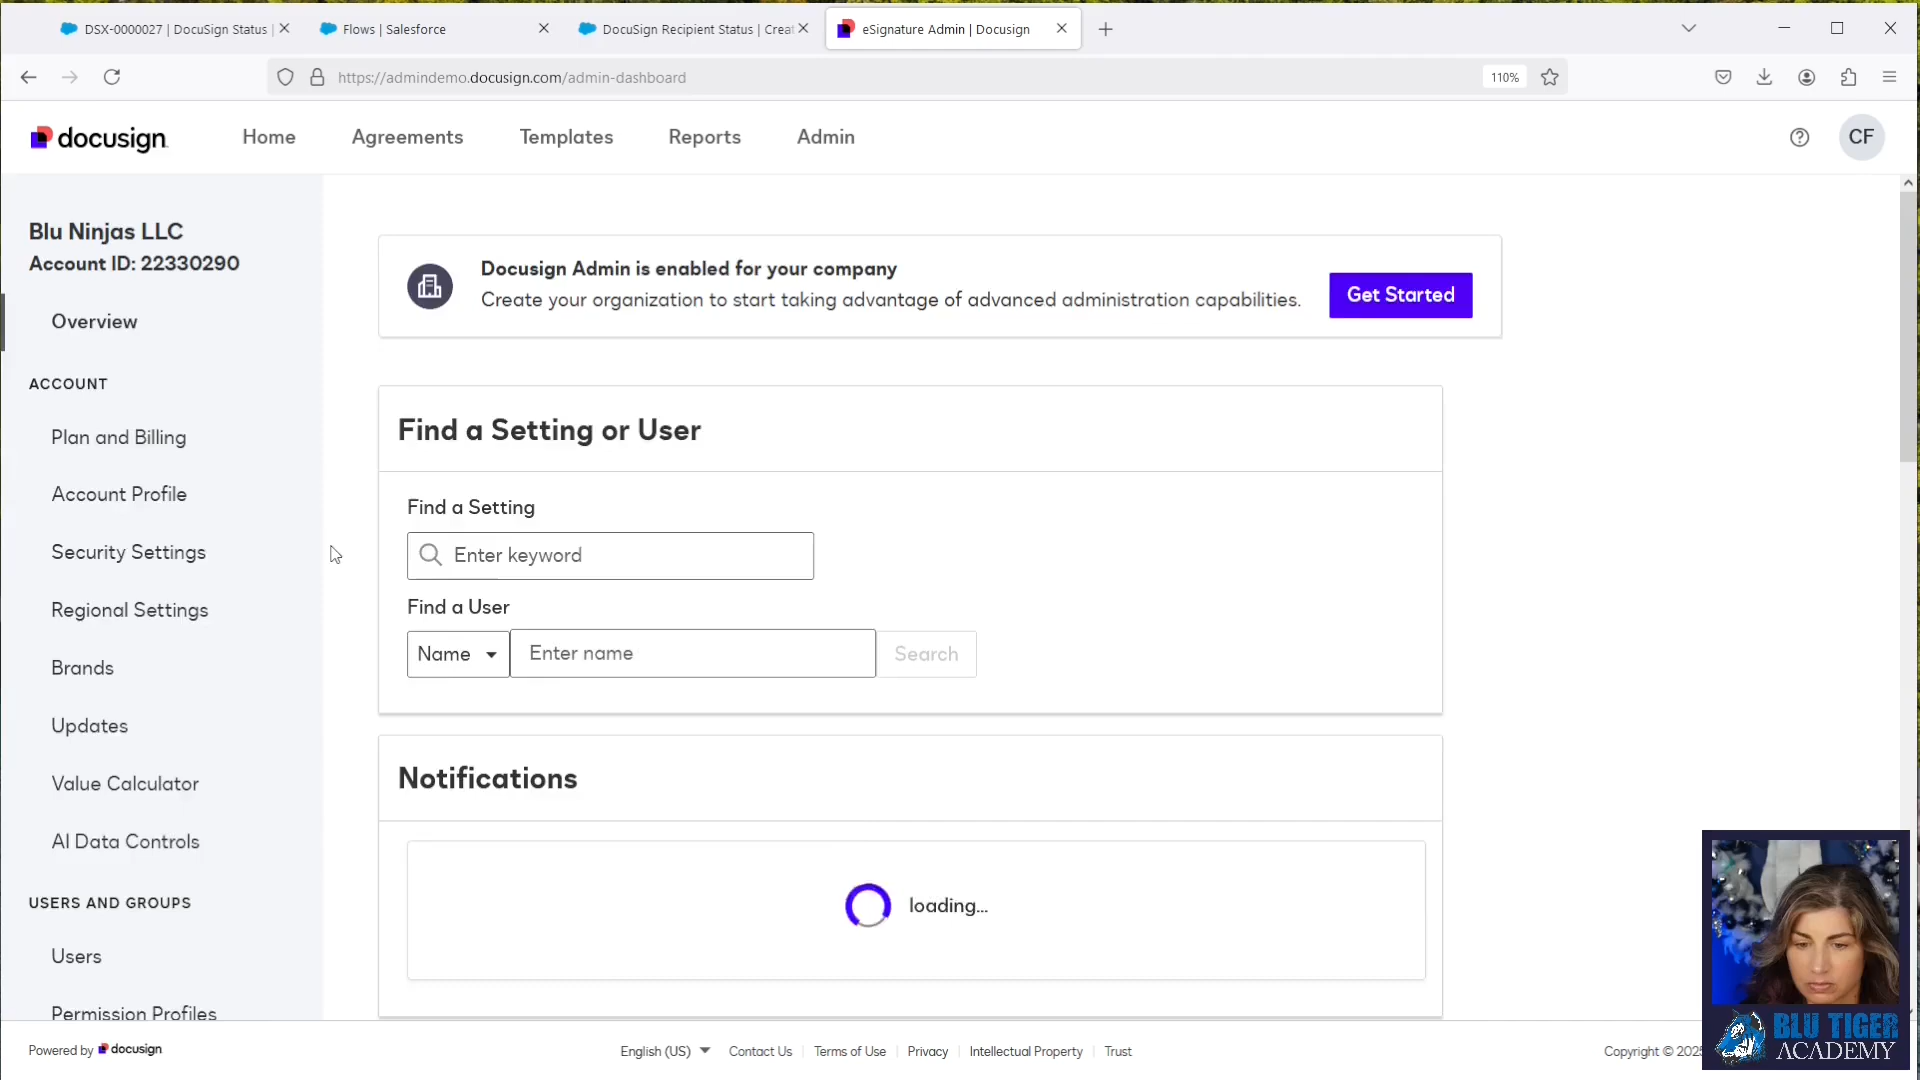 DSX-0000027 | DocuSign Status |
Flows | Salesforce
DocuSign Recipient Status | Creat
eSignature Admin | Docusign
https://admindemo.docusign.com/admin-dashboard
110%
docusign
Home
Agreements
Templates
Reports
Admin
CF
Blu Ninjas LLC
Account ID: 22330290
Overview
ACCOUNT
Plan and Billing
Account Profile
Security Settings
Regional Settings
Brands
Updates
Value Calculator
AI Data Controls
USERS AND GROUPS
Users
Permission Profiles
Docusign Admin is enabled for your company
Create your organization to start taking advantage of advanced administration capabilities.
Get Started
Find a Setting or User
Find a Setting
Enter keyword
Find a User
Name
Enter name
Search
Notifications
loading...
Powered by docusign
English (US)
Contact Us
Terms of Use
Privacy
Intellectual Property
Trust
Copyright © 2025
BLU TIGER
ACADEMY